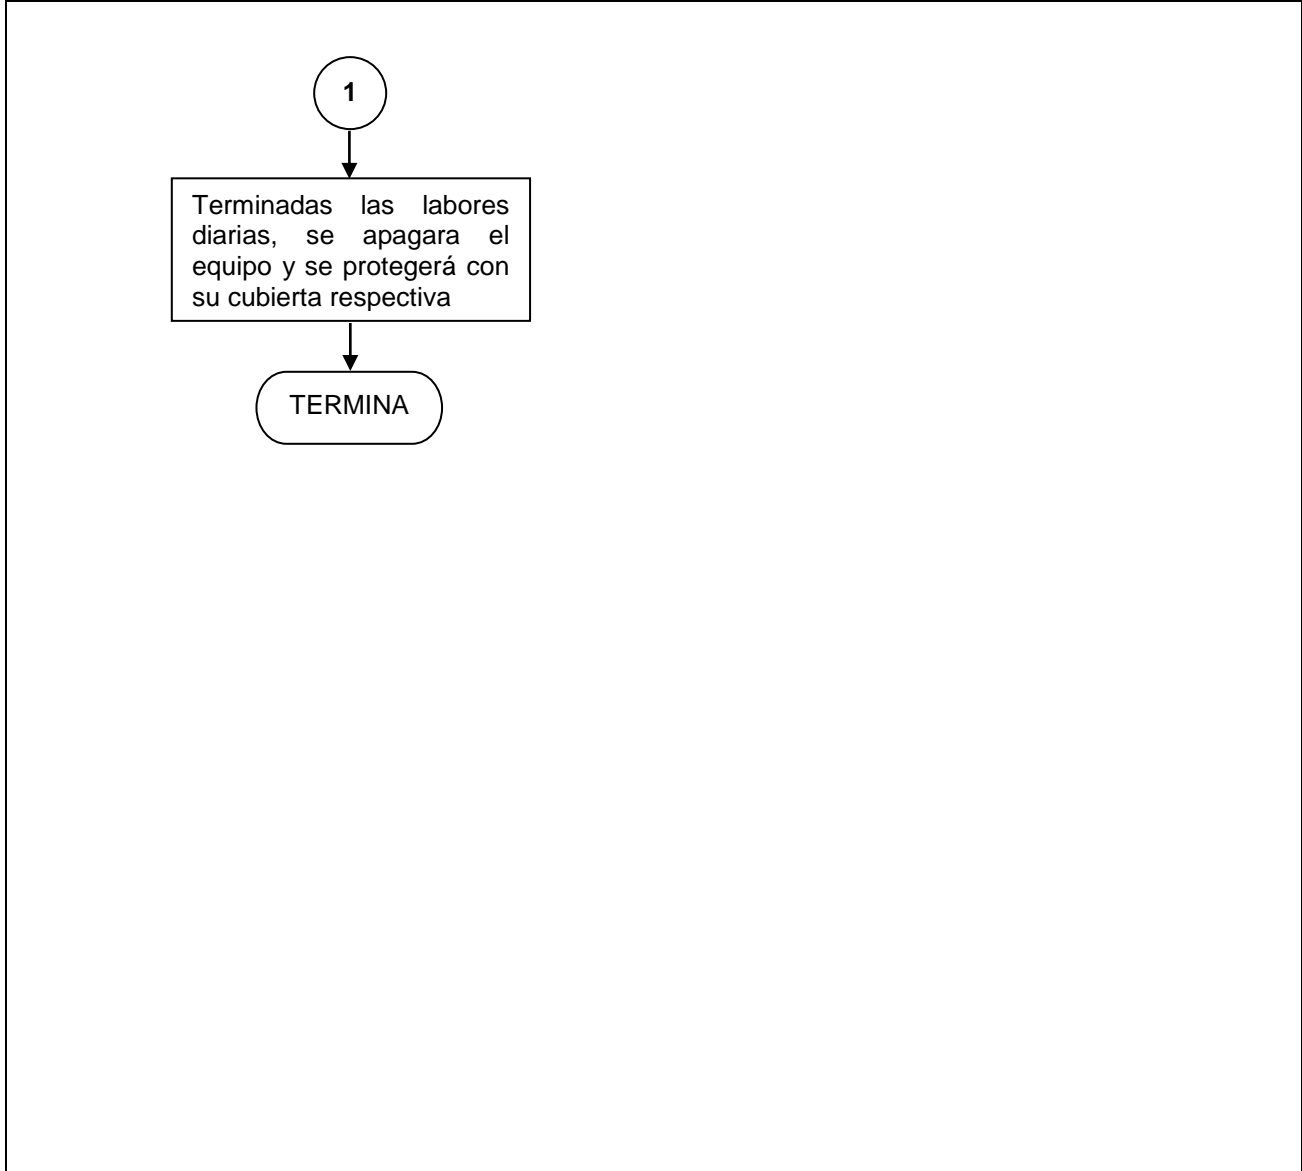 1
Terminadas las labores
diarias, se apagara el
equipo y se protegerá con
su cubierta respectiva
TERMINA